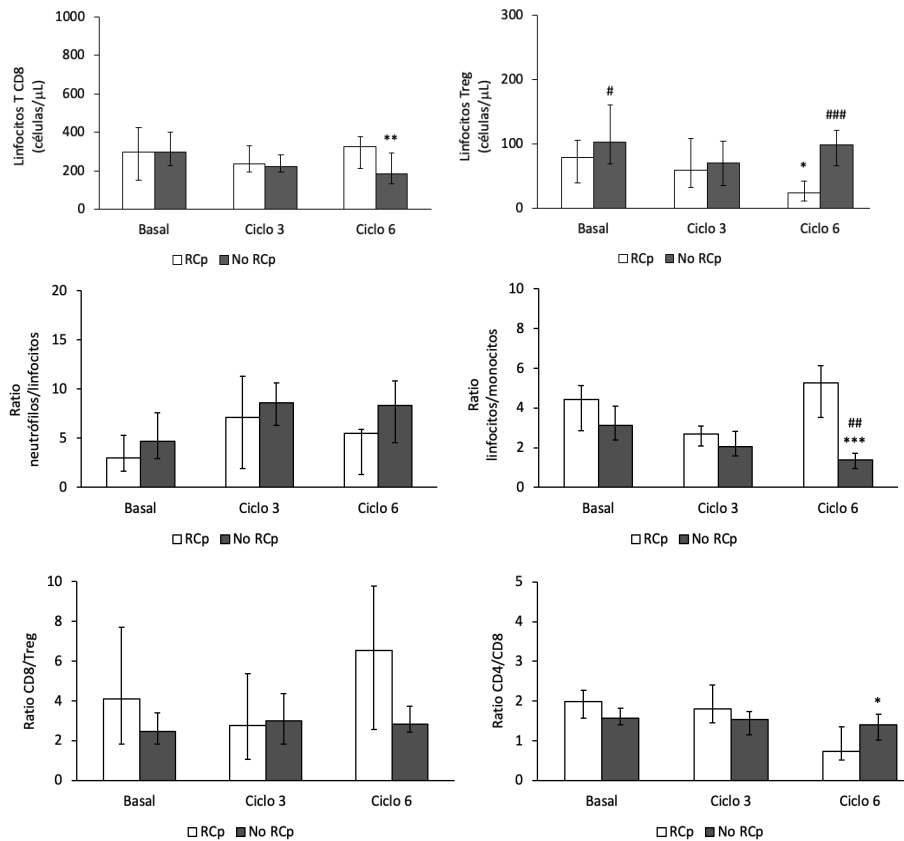 Linfocitos T CD8
(células/μL)
1000
800
600
400
200
0
**
Basal
Ciclo 3
Ciclo 6
RCp
No RCp
Linfocitos Treg
(células/μL)
300
200
100
0
#
*
###
Basal
Ciclo 3
Ciclo 6
RCp
No RCp
Ratio
neutrófilos/linfocitos
20
15
10
5
0
Basal
Ciclo 3
Ciclo 6
RCp
No RCp
Ratio
linfocitos/monocitos
10
8
6
4
2
0
##
***
Basal
Ciclo 3
Ciclo 6
RCp
No RCp
Ratio CD8/Treg
10
8
6
4
2
0
Basal
Ciclo 3
Ciclo 6
RCp
No RCp
Ratio CD4/CD8
5
4
3
2
1
0
*
Basal
Ciclo 3
Ciclo 6
RCp
No RCp